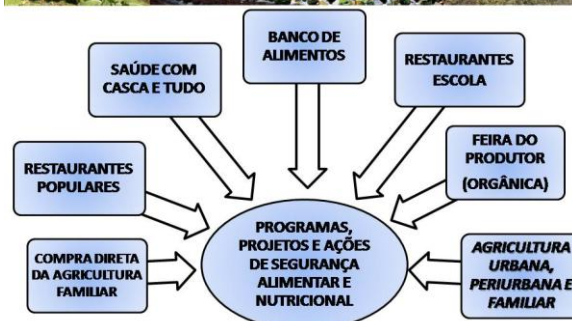 BANCO DE
ALIMENTOS
SAÚDE COM
CASCA E TUDO
RESTAURANTES
ESCOLA
RESTAURANTES
POPULARES
FEIRA DO
PRODUTOR
(ORGÂNICA)
COMPRA DIRETA
DA AGRICULTURA
FAMILIAR
PROGRAMAS,
PROJETOS E AÇÕES
DE SEGURANÇA
ALIMENTAR E
NUTRICIONAL
AGRICULTURA
URBANA,
PERIURBANA E
FAMILIAR